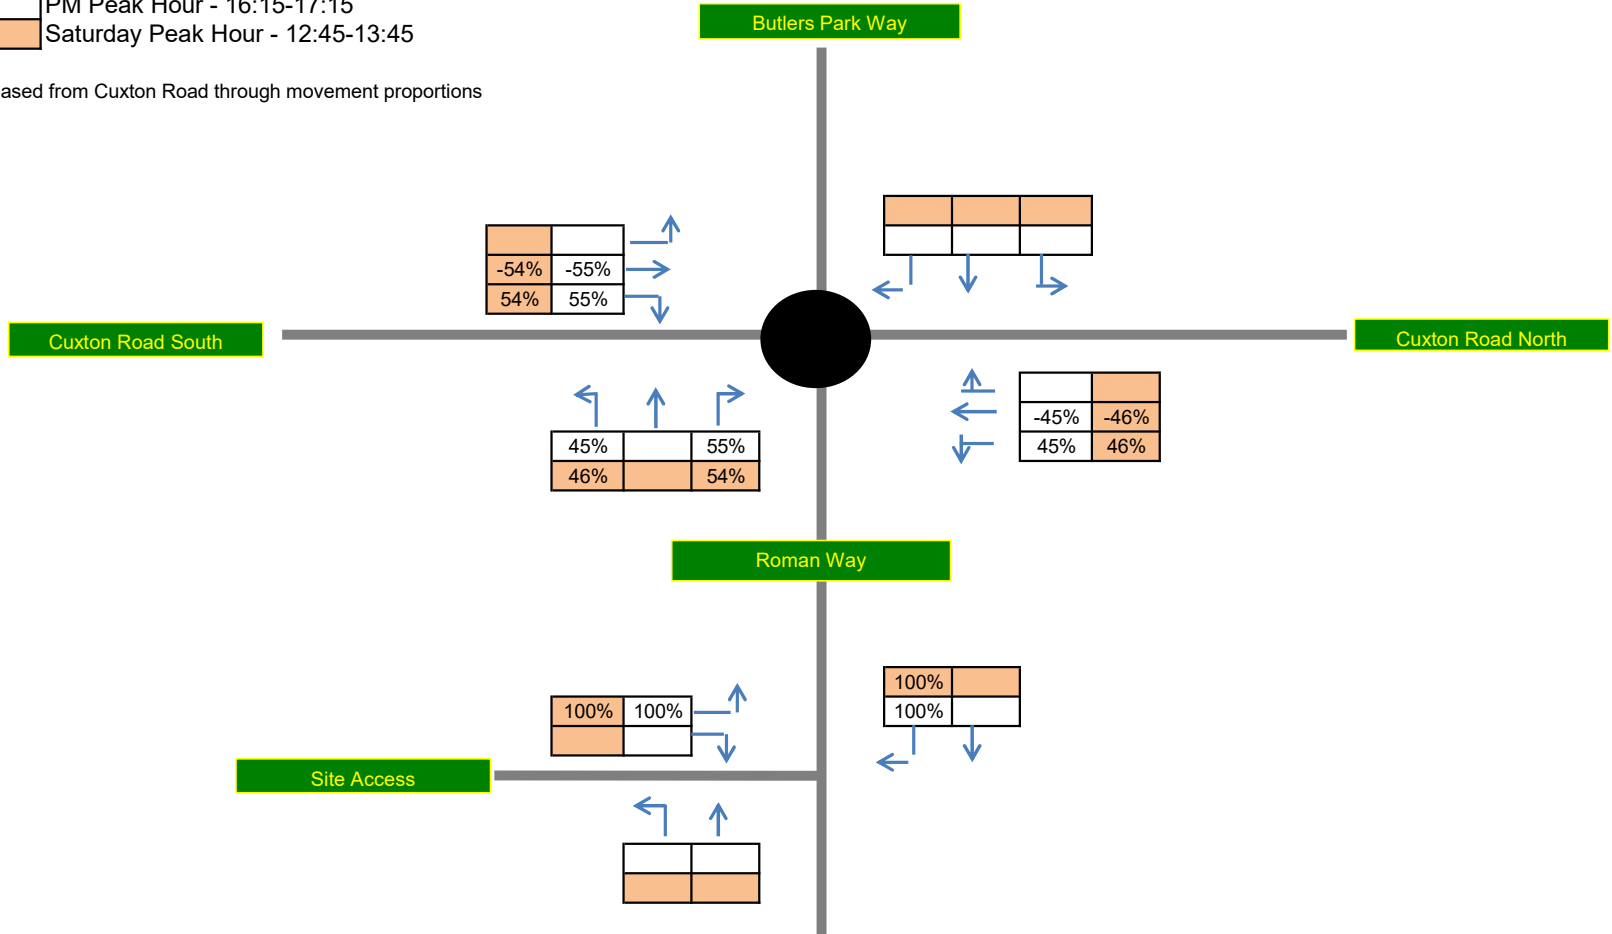 PM Peak Hour - 16:15-17:15
Saturday Peak Hour - 12:45-13:45
ased from Cuxton Road through movement proportions
Butlers Park Way
-54% -55%
54% 55%
Cuxton Road South
Cuxton Road North
-45% -46%
45% 46%
45% 55%
46% 54%
Roman Way
100%
100%
100% 100%
Site Access